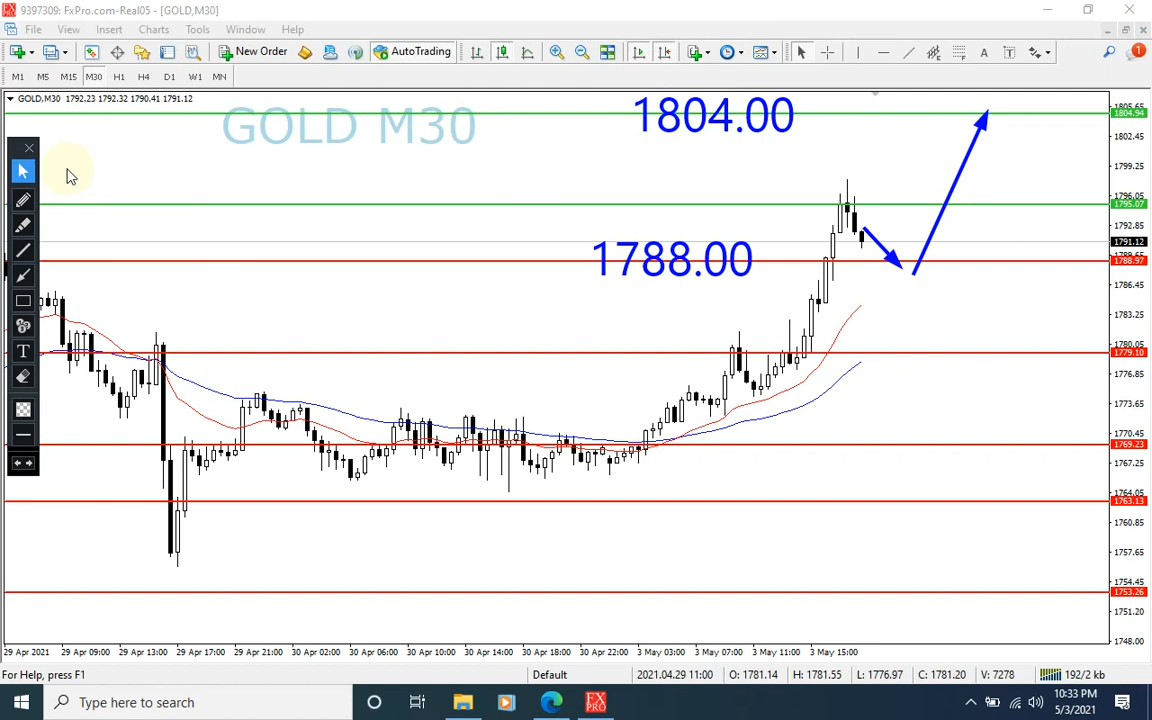 9397309: FxPro.com-Real05 - [GOLD,M30]
File View Insert Charts Tools Window Help
New Order AutoTrading A T 1
M1 M5 M15 M30 H1 H4 D1 W1 MN
GOLD,M30 1792.23 1792.32 1790.41 1791.12
GOLD M30
1804.00
1788.00
T
1805.65
1804.94
1802.45
1799.25
1796.05
1795.07
1792.85
1791.12
1788.97
1786.45
1783.25
1780.05
1779.10
1776.85
1773.65
1770.45
1769.23
1767.25
1764.05
1763.13
1760.85
1757.65
1754.45
1753.26
1751.20
1748.00
29 Apr 2021 29 Apr 09:00 29 Apr 13:00 29 Apr 17:00 29 Apr 21:00 30 Apr 02:00 30 Apr 06:00 30 Apr 10:00 30 Apr 14:00 30 Apr 18:00 30 Apr 22:00 3 May 03:00 3 May 07:00 3 May 11:00 3 May 15:00
For Help, press F1 Default 2021.04.29 11:00 O: 1781.14 H: 1781.55 L: 1776.97 C: 1781.20 V: 7278 192/2 kb
Type here to search FX PRO 10:33 PM
5/3/2021